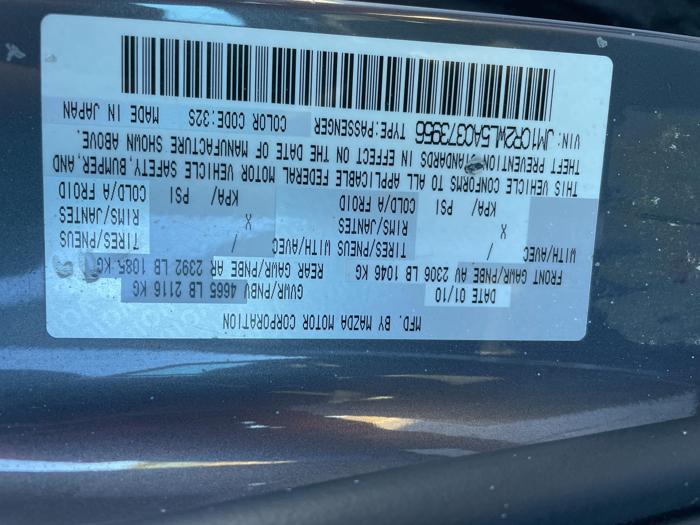 MFD. BY MAZDA MOTOR CORPORATION
DATE 01/10 GVWR/PNBV 4665 LB 2116 KG
FRONT GAWR/PNBE AV 2306 LB 1046 KG REAR GAWR/PNBE AR 2392 LB 1085 KG
WITH/AVEC TIRES/PNEUS / WITH/AVEC TIRES/PNEUS /
RIMS/JANTES X RIMS/JANTES X
KPA/ PSI COLD/A FROID KPA/ PSI COLD/A FROID
THIS VEHICLE CONFORMS TO ALL APPLICABLE FEDERAL MOTOR VEHICLE SAFETY, BUMPER, AND
THEFT PREVENTION STANDARDS IN EFFECT ON THE DATE OF MANUFACTURE SHOWN ABOVE.
VIN: JM1CR2WL5A0373956 TYPE:PASSENGER COLOR CODE:32S MADE IN JAPAN